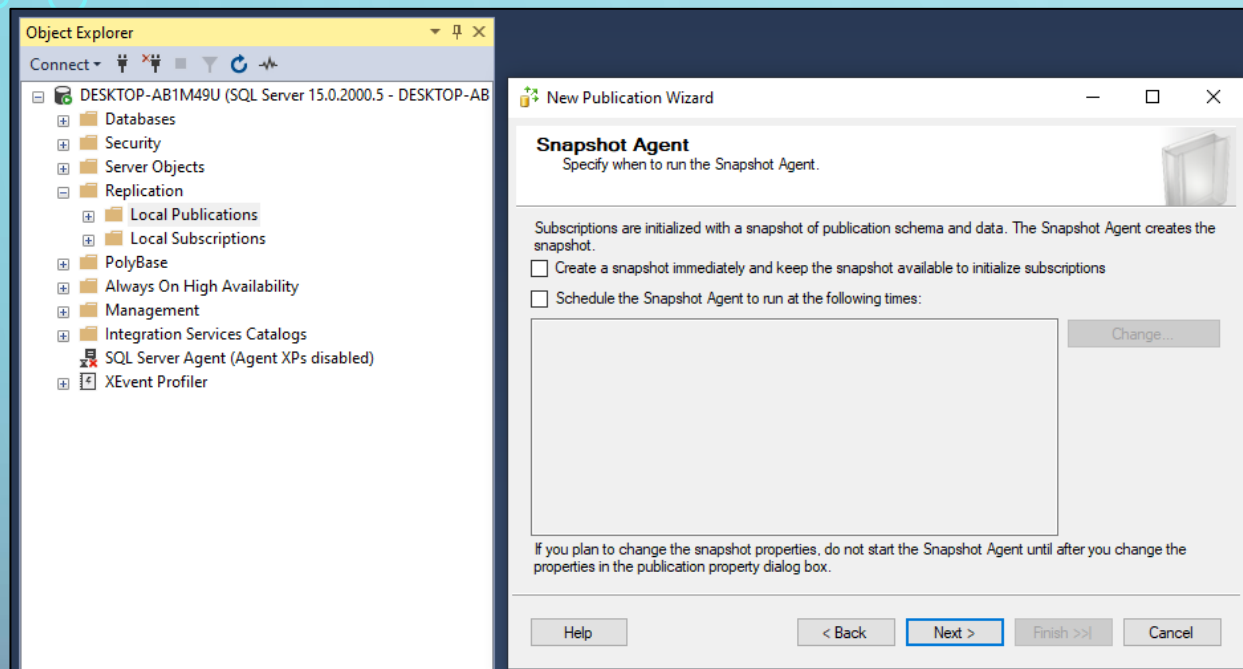 Object Explorer
Connect
DESKTOP-AB1M49U (SQL Server 15.0.2000.5 - DESKTOP-AB
Databases
Security
Server Objects
Replication
Local Publications
Local Subscriptions
PolyBase
Always On High Availability
Management
Integration Services Catalogs
SQL Server Agent (Agent XPs disabled)
XEvent Profiler
New Publication Wizard
Snapshot Agent
Specify when to run the Snapshot Agent.
Subscriptions are initialized with a snapshot of publication schema and data. The Snapshot Agent creates the
snapshot.
Create a snapshot immediately and keep the snapshot available to initialize subscriptions
Schedule the Snapshot Agent to run at the following times:
Change...
If you plan to change the snapshot properties, do not start the Snapshot Agent until after you change the
properties in the publication property dialog box.
Help
< Back
Next >
Finish >>|
Cancel